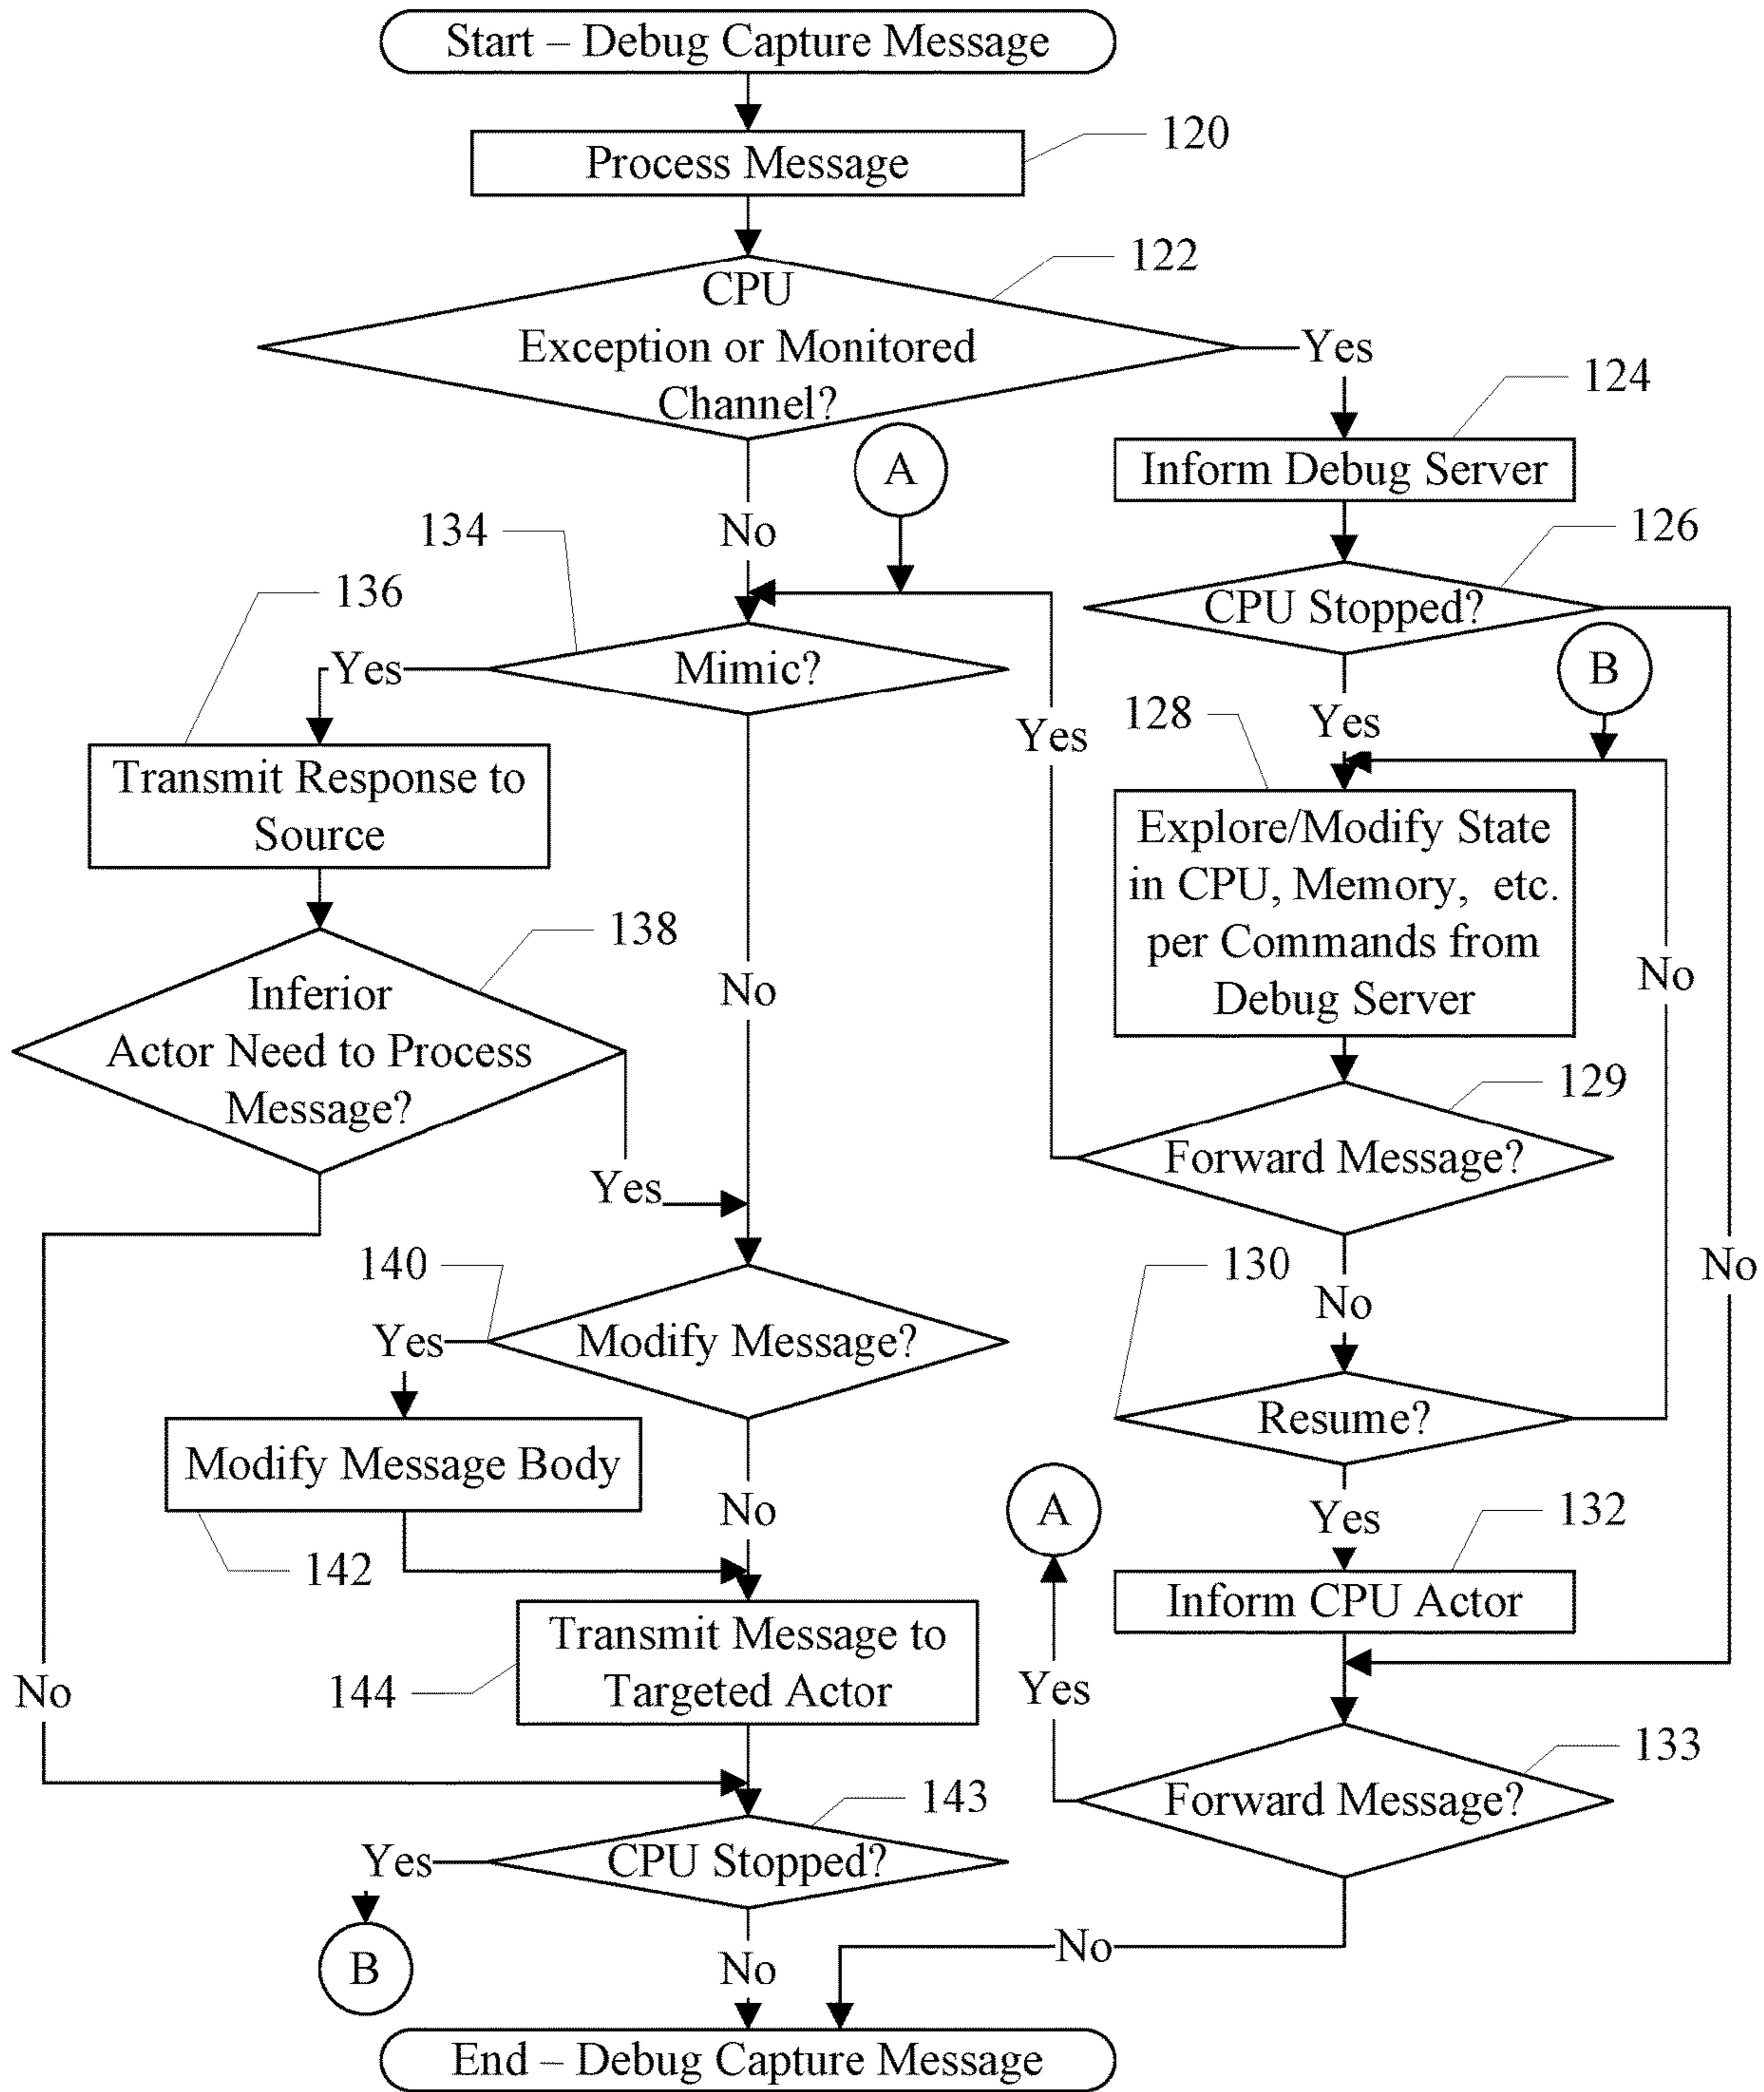 Start – Debug Capture Message
120
Process Message
122
CPU
Exception or Monitored
Channel?
Yes
124
Inform Debug Server
A
No
134
126
CPU Stopped?
136
Mimic?
Yes
B
128
Yes
Yes
Transmit Response to
Source
Explore/Modify State
in CPU, Memory, etc.
per Commands from
Debug Server
138
No
No
Inferior
Actor Need to Process
Message?
129
Forward Message?
Yes
140
130
No
No
Modify Message?
Yes
Resume?
Modify Message Body
No
A
Yes
132
142
Inform CPU Actor
Transmit Message to
Targeted Actor
144
No
Yes
133
Forward Message?
143
CPU Stopped?
Yes
B
No
No
End – Debug Capture Message